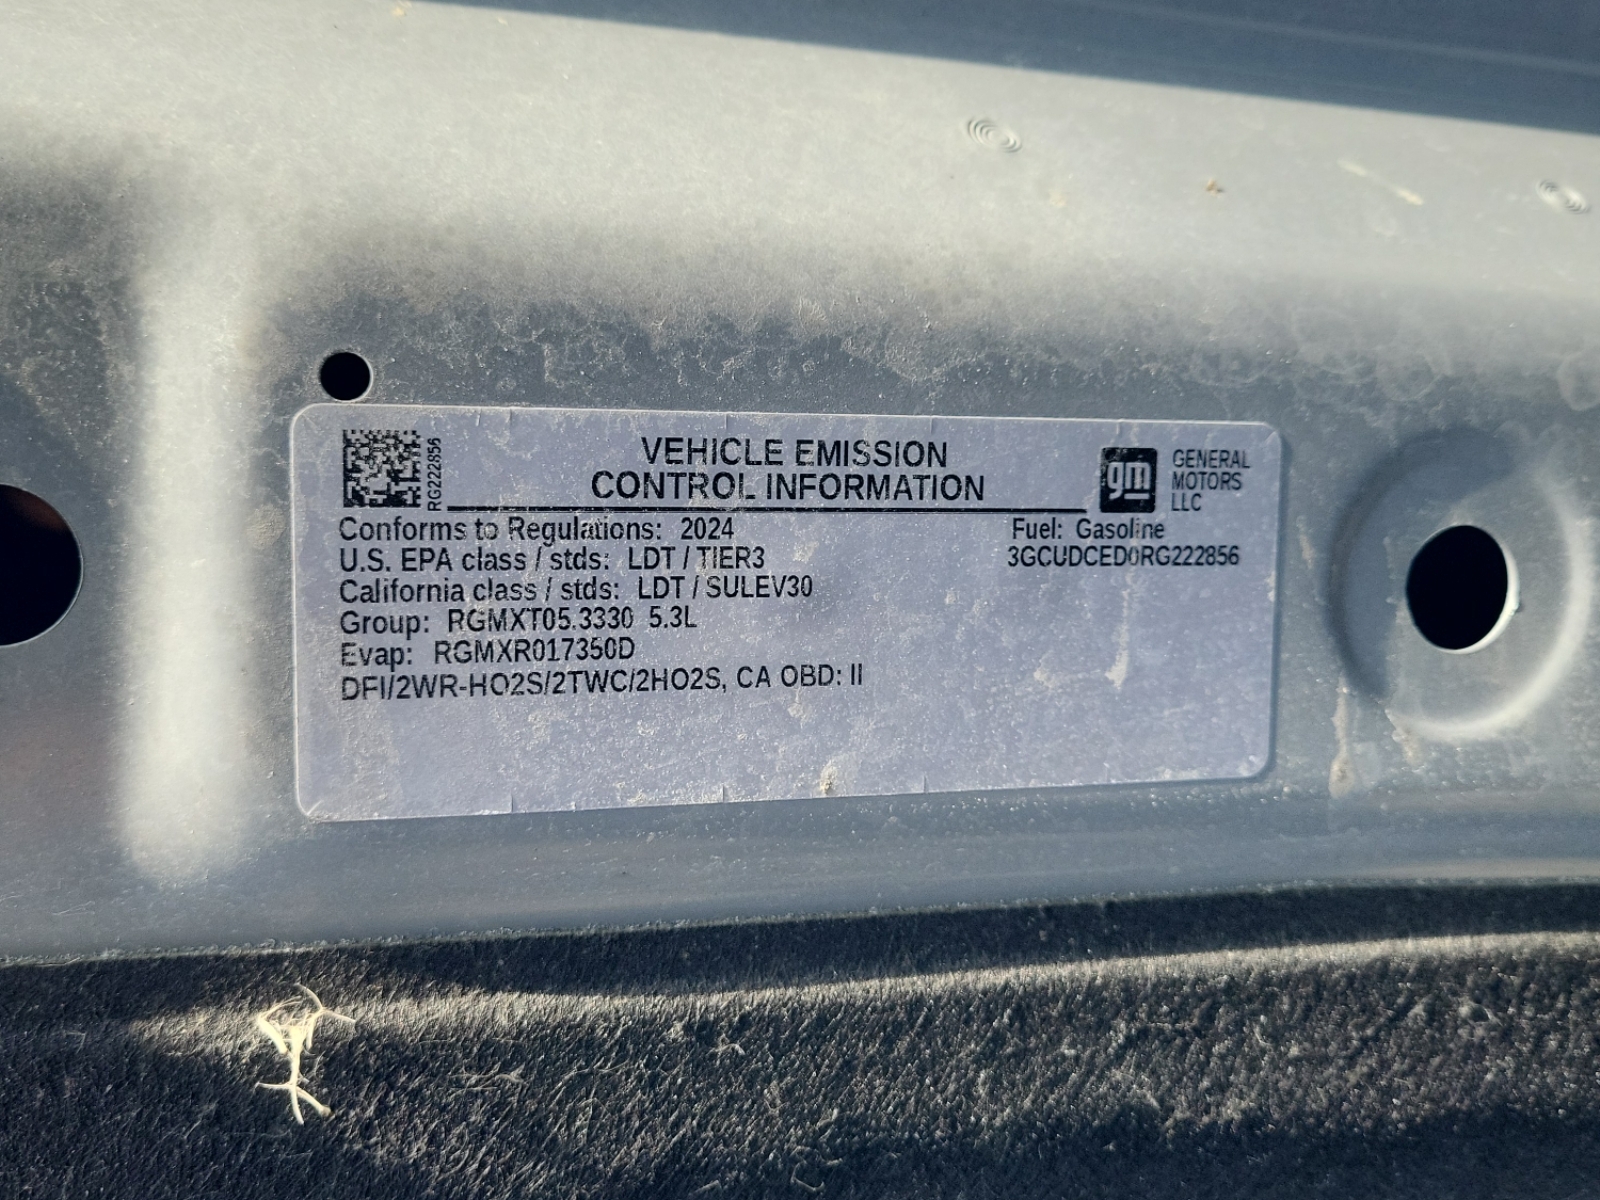 RG222856
VEHICLE EMISSION
CONTROL INFORMATION
gm
GENERAL
MOTORS
LLC
Conforms to Regulations: 2024
Fuel: Gasoline
U.S. EPA class / stds: LDT / TIER3
3GCUDCED0RG222856
California class / stds: LDT / SULEV30
Group: RGMXT05.3330 5.3L
Evap: RGMXR017350D
DFI/2WR-HO2S/2TWC/2HO2S, CA OBD: II